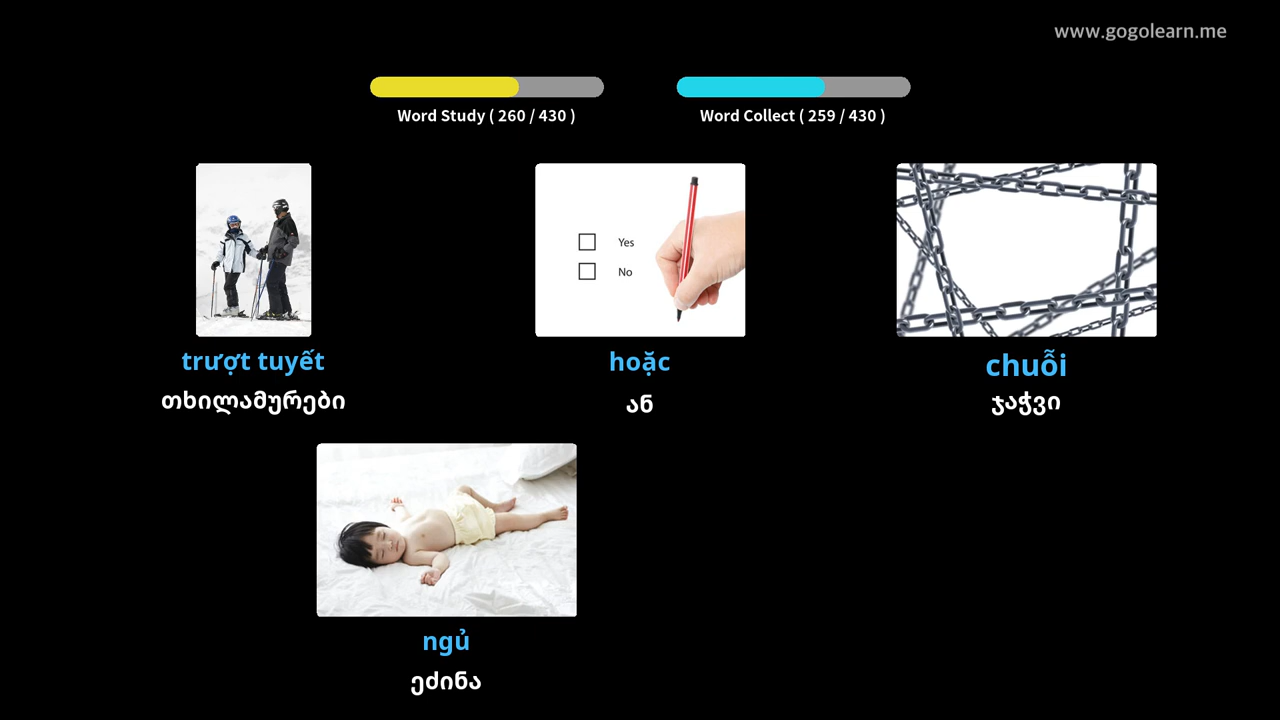 www.gogolearn.me
Word Study ( 260 / 430 )
Word Collect ( 259 / 430 )
Yes
No
trượt tuyết
თხილამურები
hoặc
ან
chuỗi
ჯაჭვი
ngủ
ეძინა